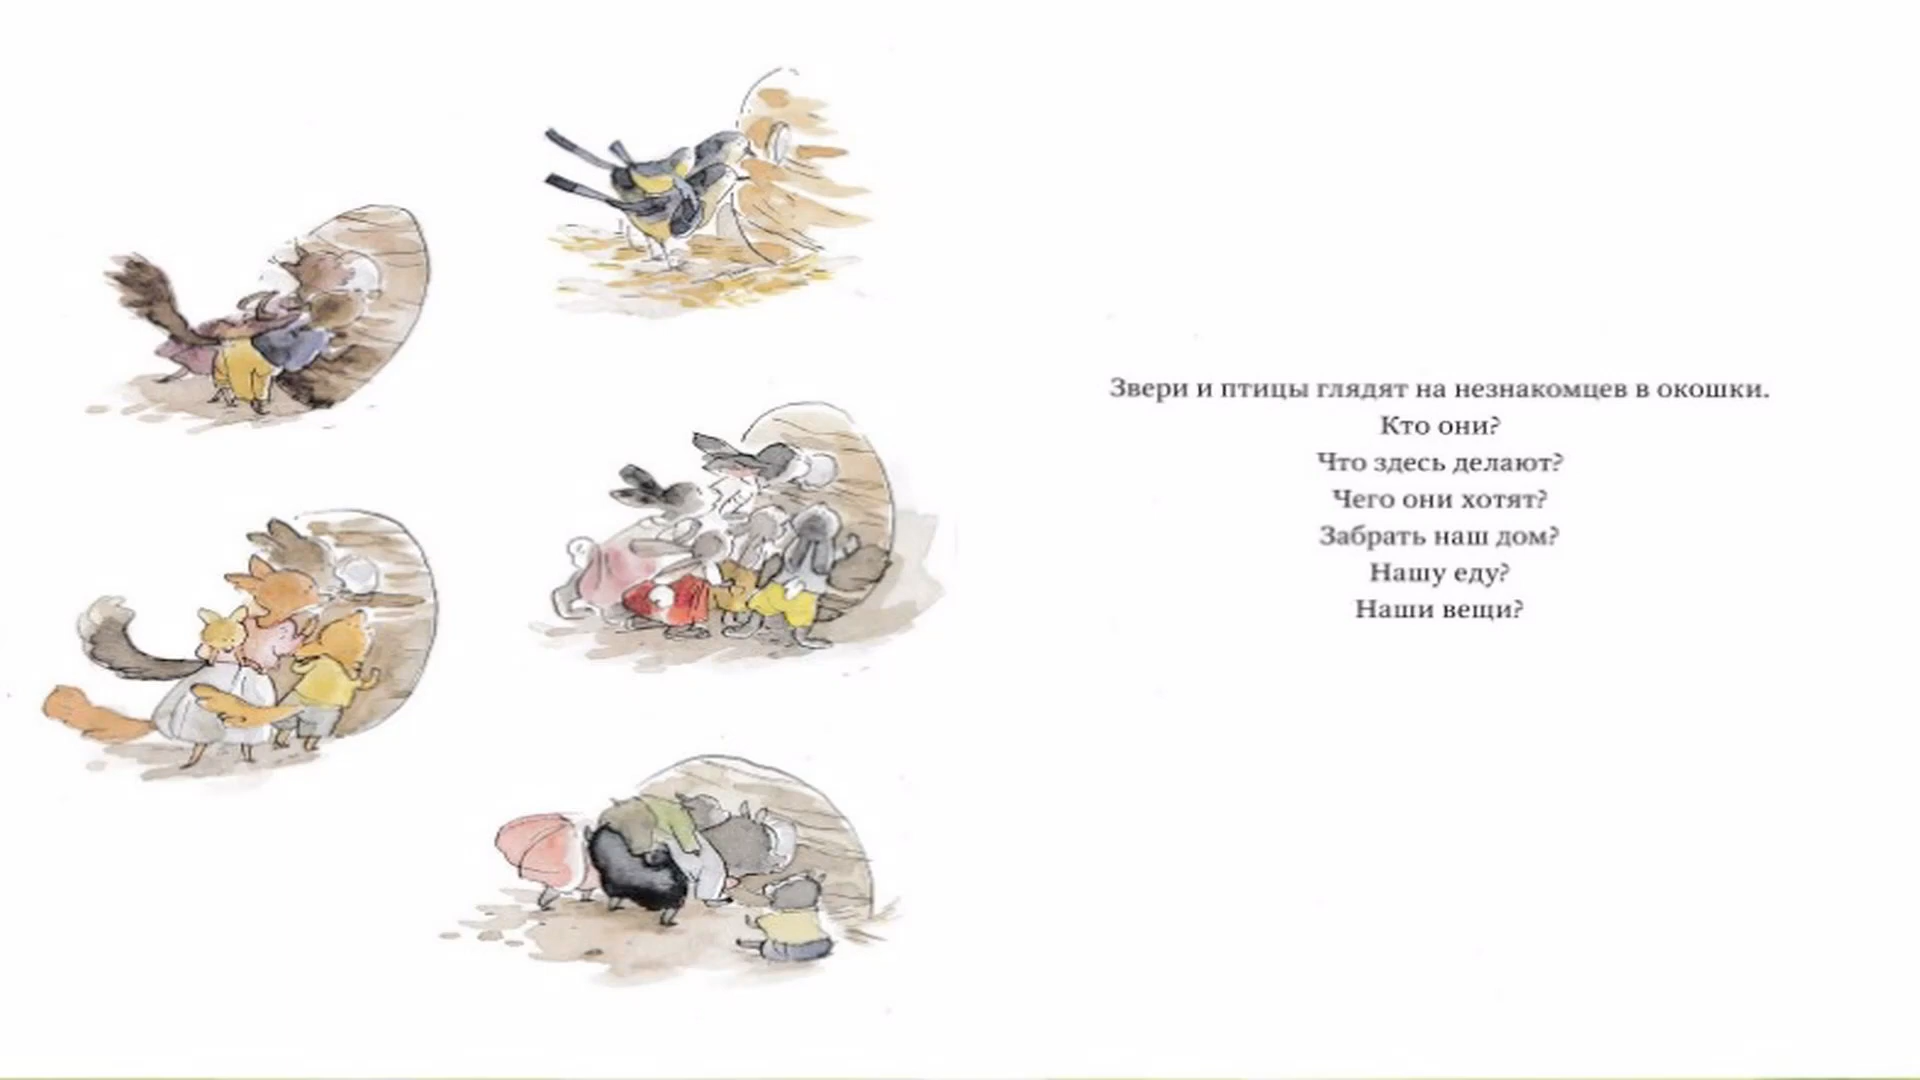 Звери и птицы глядят на незнакомцев в окошки.
Кто они?
Что здесь делают?
Чего они хотят?
Забрать наш дом?
Нашу еду?
Наши вещи?